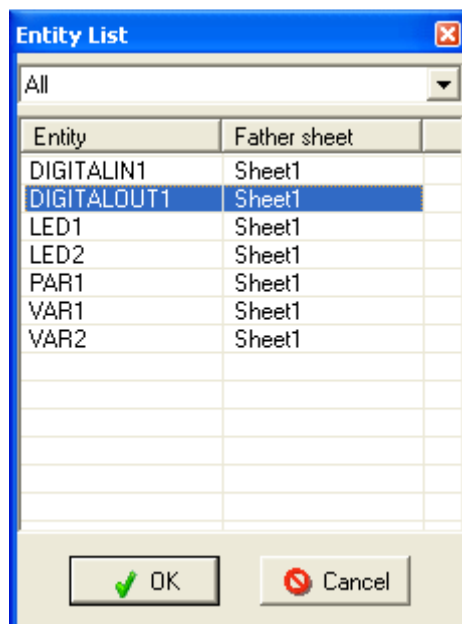 Entity List
All
Entity Father sheet
DIGITALIN1 Sheet1
DIGITALOUT1 Sheet1
LED1 Sheet1
LED2 Sheet1
PAR1 Sheet1
VAR1 Sheet1
VAR2 Sheet1
OK Cancel